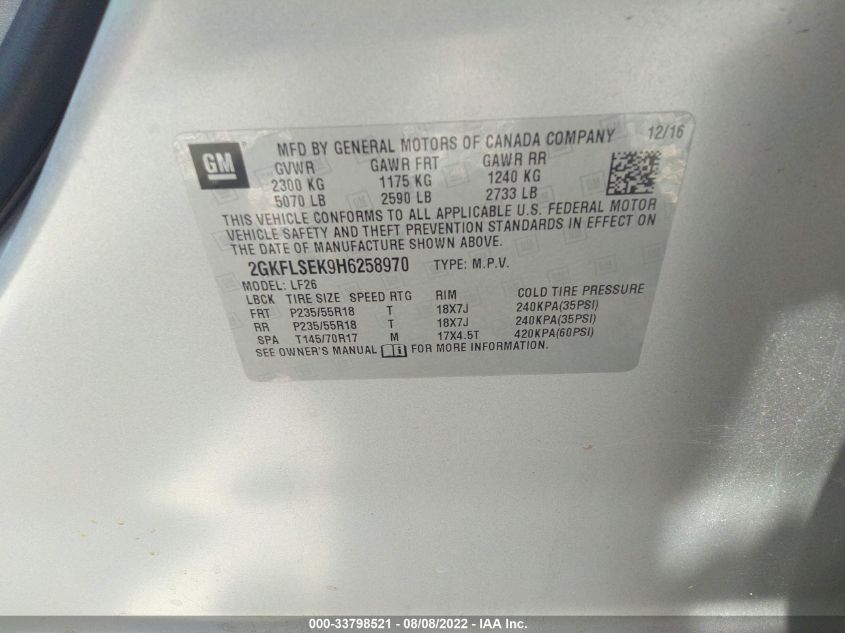 GM
MFD BY GENERAL MOTORS OF CANADA COMPANY 12/16
GVWR GAWR FRT GAWR RR
2300 KG 1175 KG 1240 KG
5070 LB 2590 LB 2733 LB
THIS VEHICLE CONFORMS TO ALL APPLICABLE U.S. FEDERAL MOTOR
VEHICLE SAFETY AND THEFT PREVENTION STANDARDS IN EFFECT ON
THE DATE OF MANUFACTURE SHOWN ABOVE.
2GKFLSEK9H6258970 TYPE: M.P.V.
MODEL: LF26
LBCK TIRE SIZE SPEED RTG RIM COLD TIRE PRESSURE
FRT P235/55R18 T 18X7J 240KPA(35PSI)
RR P235/55R18 T 18X7J 240KPA(35PSI)
SPA T145/70R17 M 17X4.5T 420KPA(60PSI)
SEE OWNER'S MANUAL FOR MORE INFORMATION.
000-33798521 - 08/08/2022 - IAA Inc.